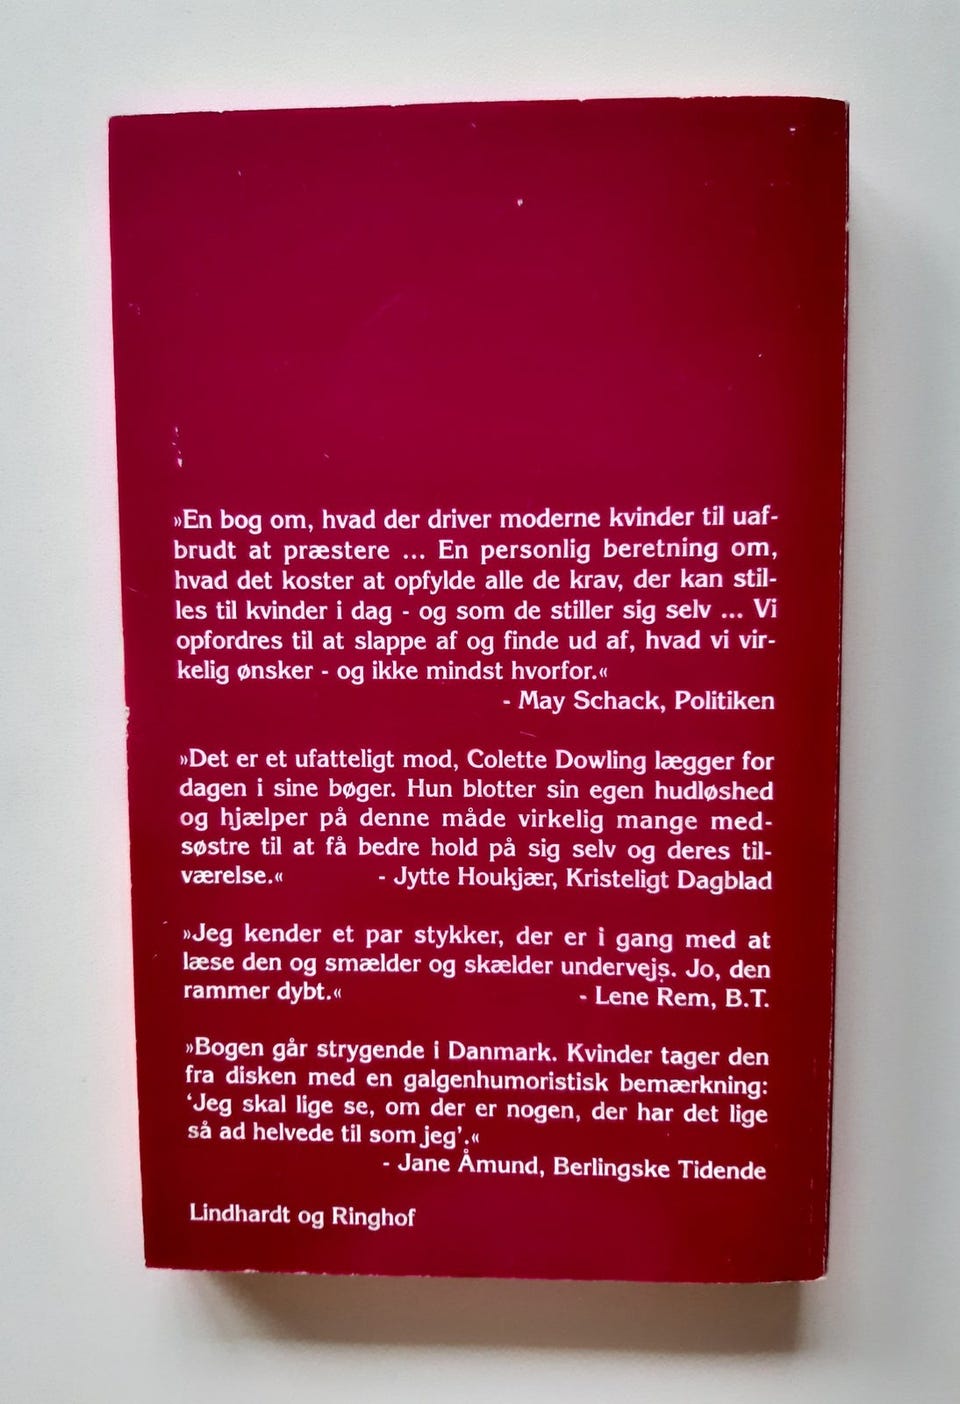 »En bog om, hvad der driver moderne kvinder til uaf-
brudt at præstere ... En personlig beretning om,
hvad det koster at opfylde alle de krav, der kan stil-
les til kvinder i dag - og som de stiller sig selv ... Vi
opfordres til at slappe af og finde ud af, hvad vi vir-
kelig ønsker - og ikke mindst hvorfor.«
- May Schack, Politiken
»Det er et ufatteligt mod, Colette Dowling lægger for
dagen i sine bøger. Hun blotter sin egen hudløshed
og hjælper på denne måde virkelig mange med-
søstre til at få bedre hold på sig selv og deres til-
værelse.« - Jytte Houkjær, Kristeligt Dagblad
»Jeg kender et par stykker, der er i gang med at
læse den og smælder og skælder undervejs. Jo, den
rammer dybt.« - Lene Rem, B.T.
»Bogen går strygende i Danmark. Kvinder tager den
fra disken med en galgenhumoristisk bemærkning:
‘Jeg skal lige se, om der er nogen, der har det lige
så ad helvede til som jeg’.«
- Jane Åmund, Berlingske Tidende
Lindhardt og Ringhof